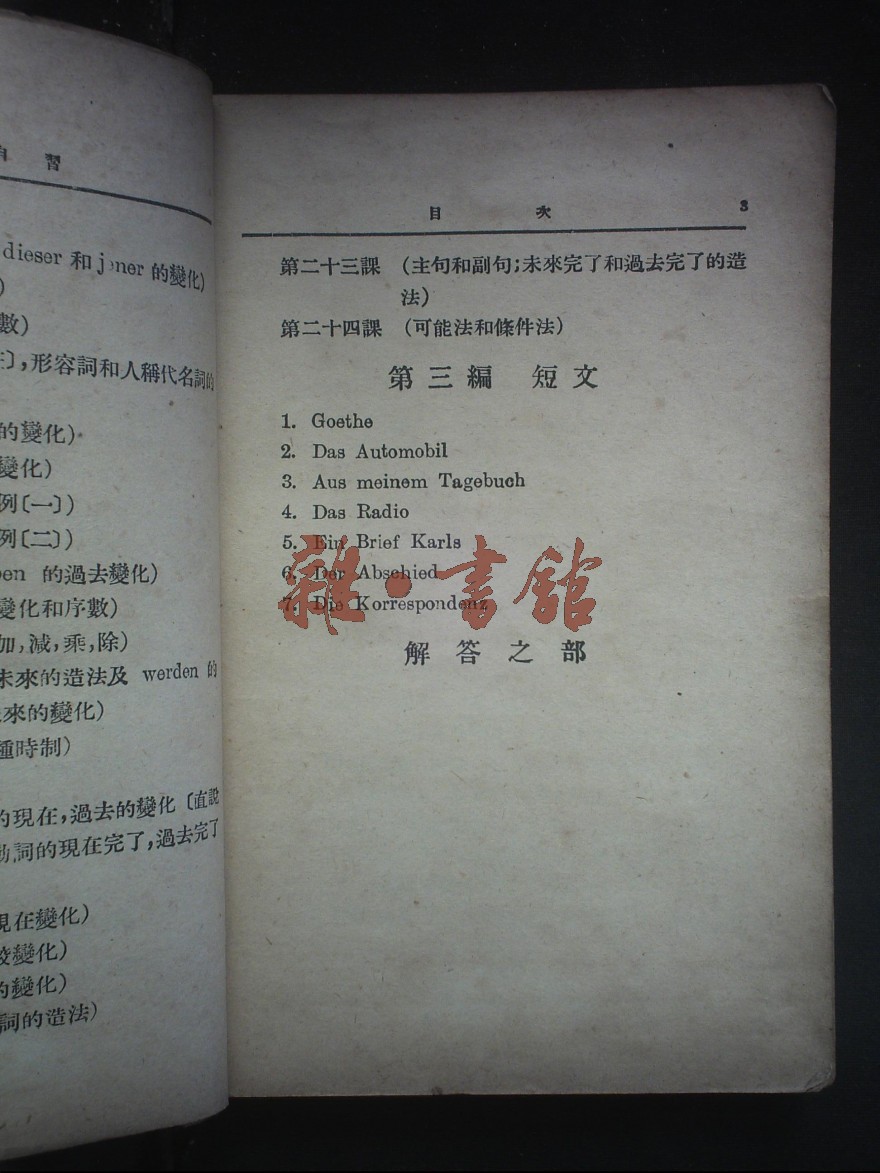 習
dieser 和 jener 的變化)
)
數)
〕,形容詞和人稱代名詞的
的變化)
變化)
例〔一〕)
例〔二〕)
en 的過去變化)
變化和序數)
加,減,乘,除)
未來的造法及 werden 的
來的變化)
種時制)
的現在,過去的變化〔直說
動詞的現在完了,過去完了
現在變化)
較變化)
的變化)
詞的造法)
目 次 3
第二十三課 (主句和副句;未來完了和過去完了的造
法)
第二十四課 (可能法和條件法)
第三編 短文
1. Goethe
2. Das Automobil
3. Aus meinem Tagebuch
4. Das Radio
5. Ein Brief Karls
6. Der Abschied
7. Die Korrespondenz
雜·書館
解答之部